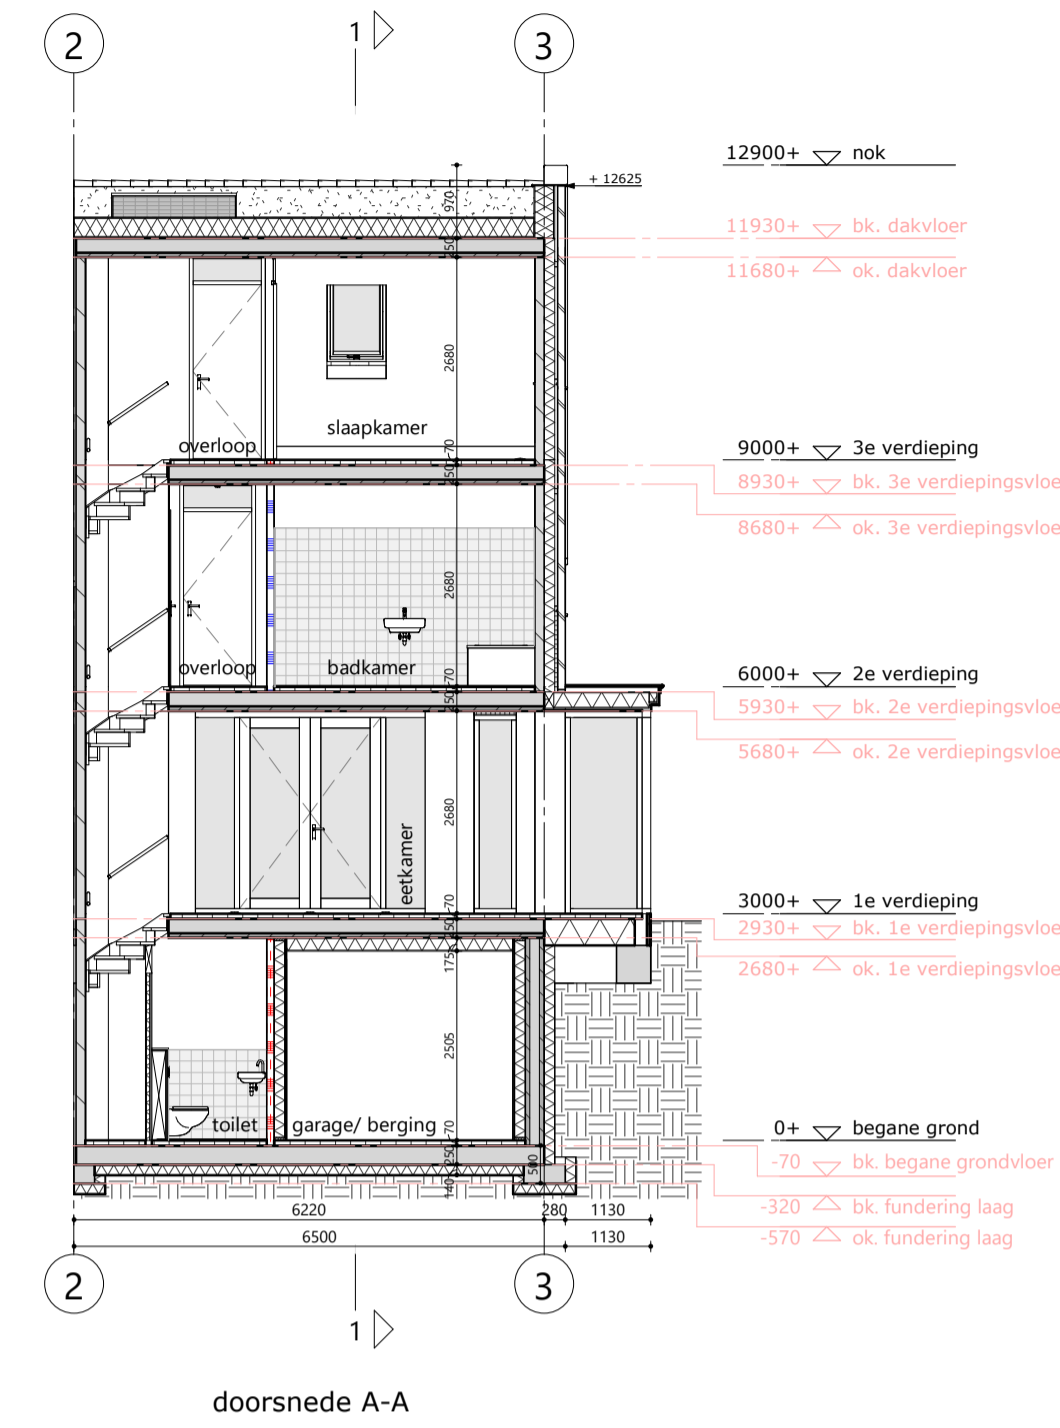 1
2
3
12900+ nok
+ 12625
970
11930+ bk. dakvloer
250
11680+ ok. dakvloer
2680
slaapkamer
overloop
70
9000+ 3e verdieping
250
8930+ bk. 3e verdiepingsvloe
8680+ ok. 3e verdiepingsvloe
2680
overloop
badkamer
70
6000+ 2e verdieping
250
5930+ bk. 2e verdiepingsvloe
5680+ ok. 2e verdiepingsvloe
2680
eetkamer
70
3000+ 1e verdieping
250
2930+ bk. 1e verdiepingsvloe
175
2680+ ok. 1e verdiepingsvloe
2505
toilet
garage/ berging
70
0+ begane grond
250
500
-70 bk. begane grondvloer
140
-320 bk. fundering laag
6220
280
1130
-570 ok. fundering laag
6500
1130
2
3
1
doorsnede A-A